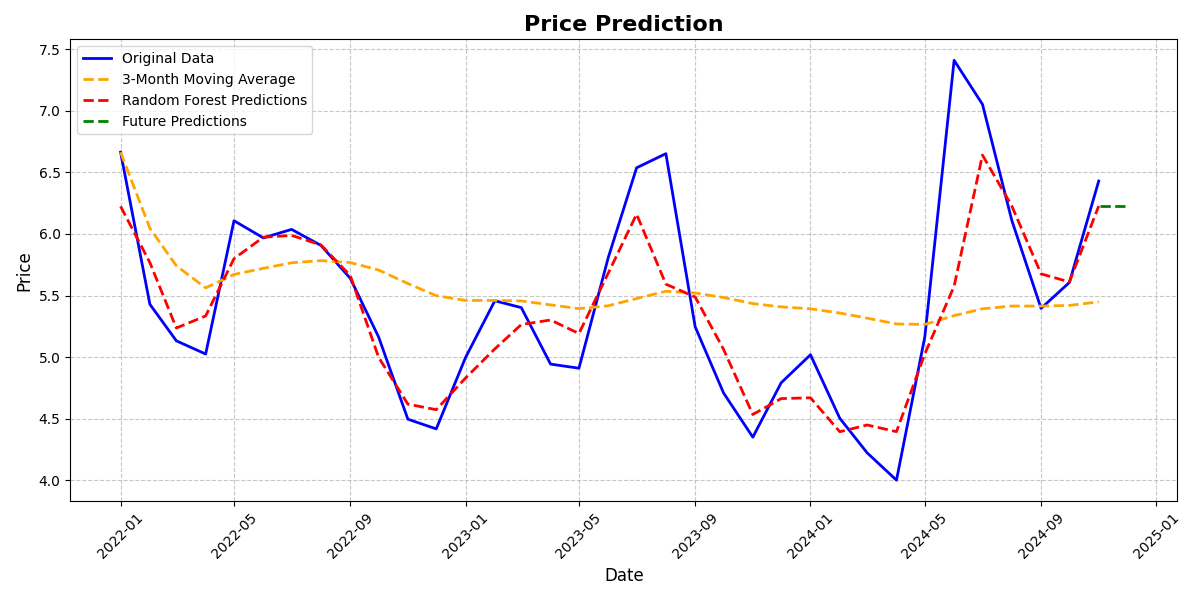 Price Prediction
Original Data
3-Month Moving Average
Random Forest Predictions
Future Predictions
Price
7.5
7.0
6.5
6.0
5.5
5.0
4.5
4.0
2022-01
2022-05
2022-09
2023-01
2023-05
2023-09
2024-01
2024-05
2024-09
2025-01
Date